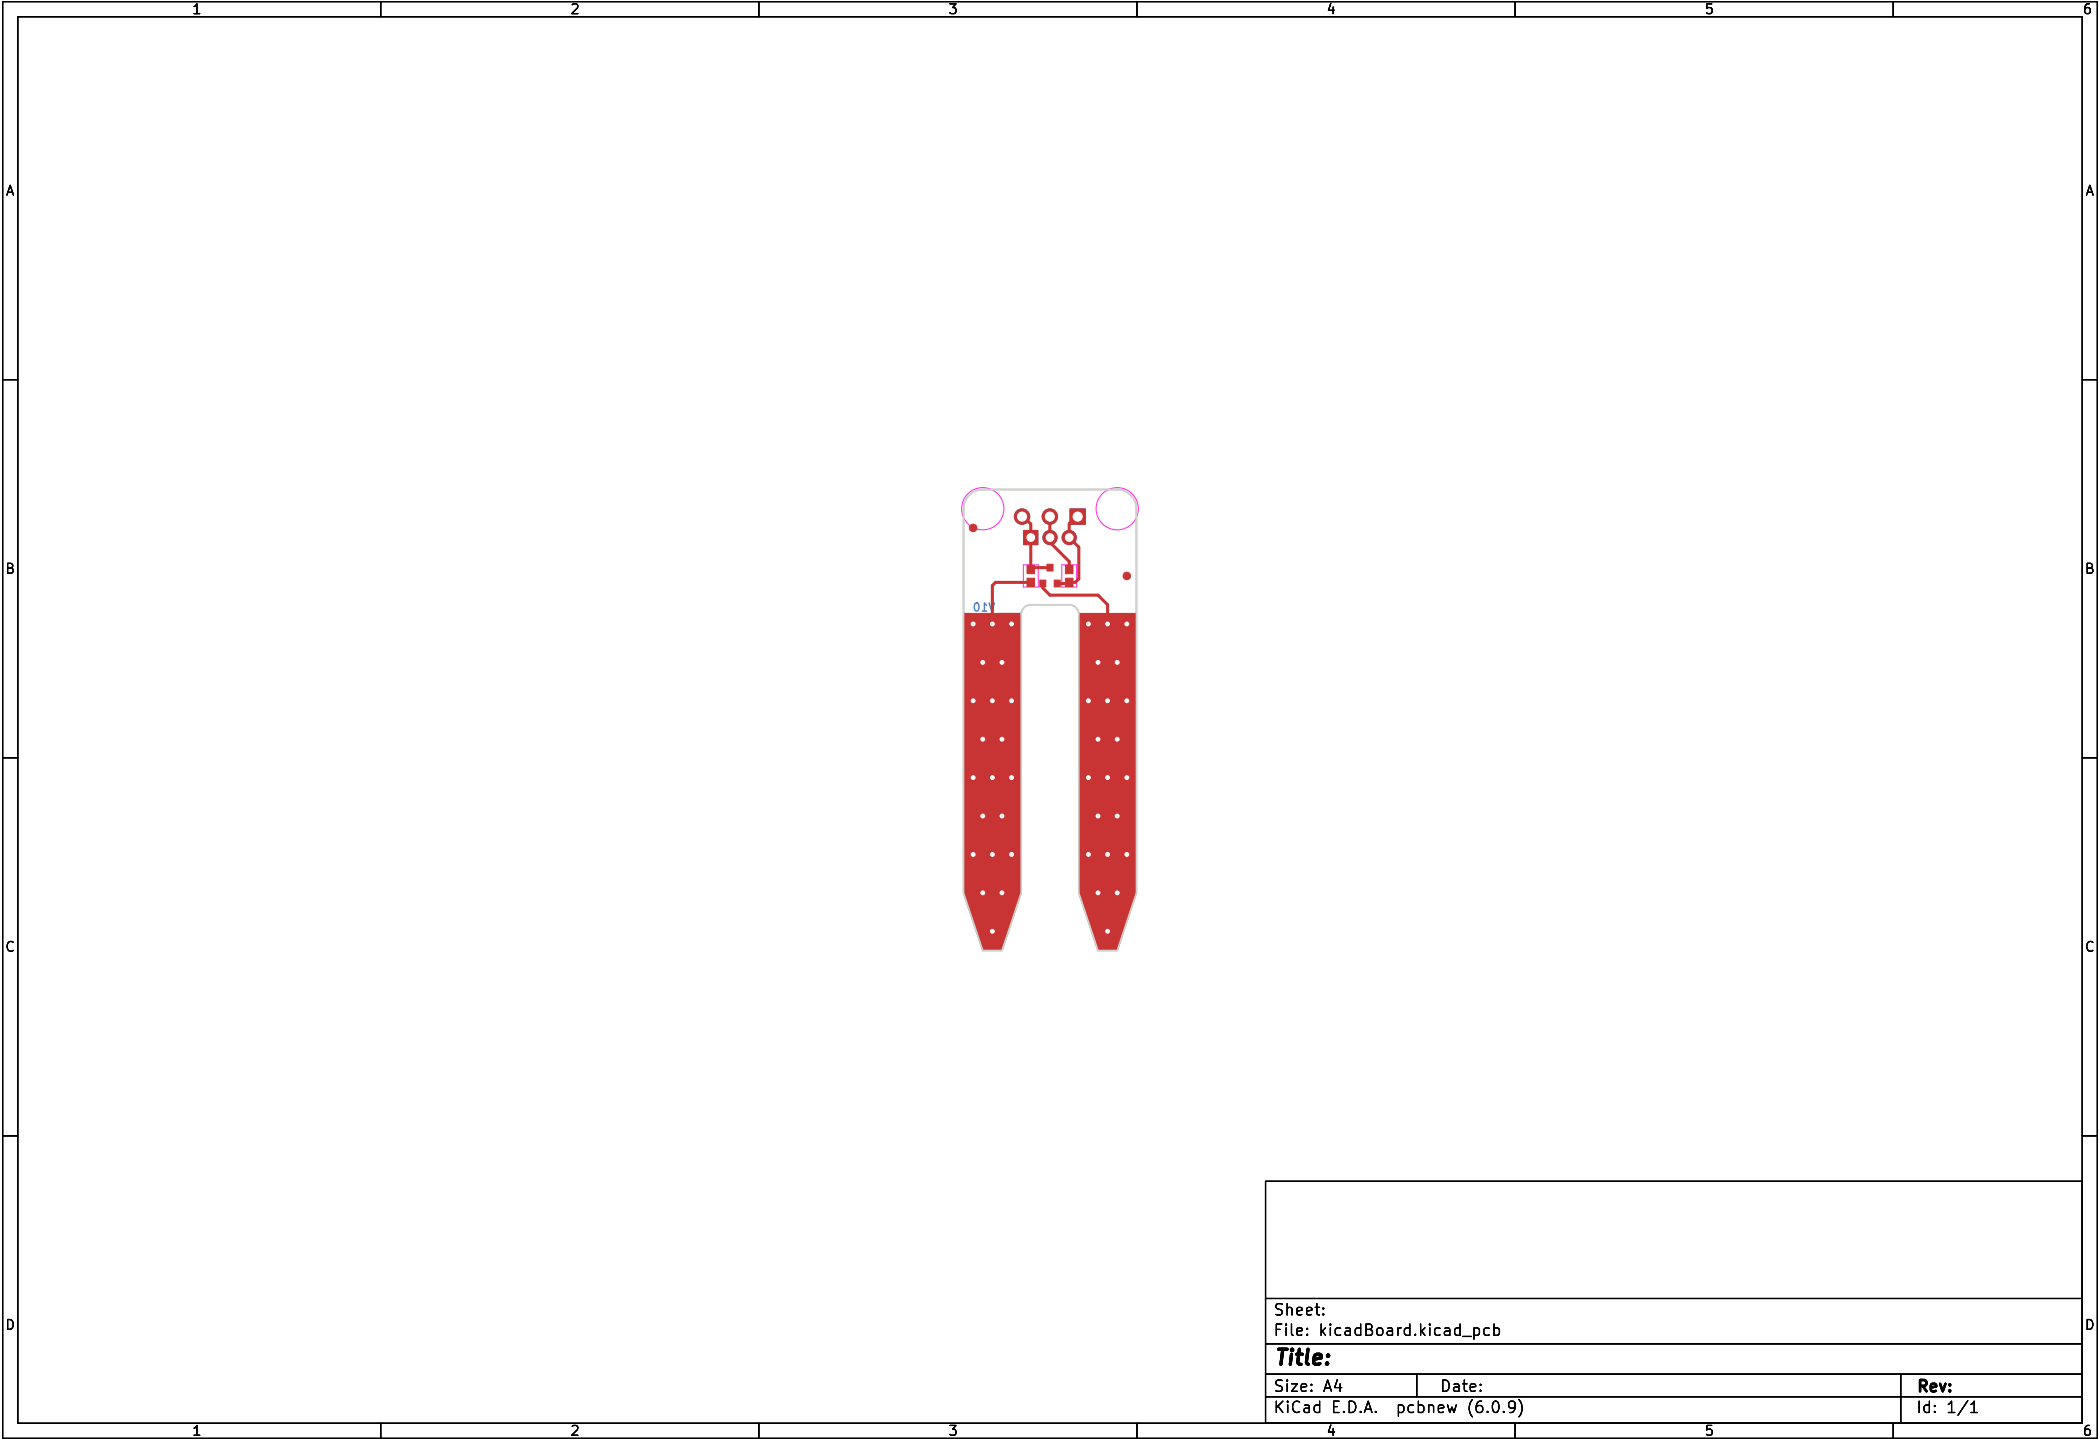 1 2 3 4 5 6
A A
B B
V10
C C
Sheet:
File: kicadBoard.kicad_pcb
D D
Title:
Size: A4 Date: Rev:
KiCad E.D.A. pcbnew (6.0.9) Id: 1/1
1 2 3 4 5 6